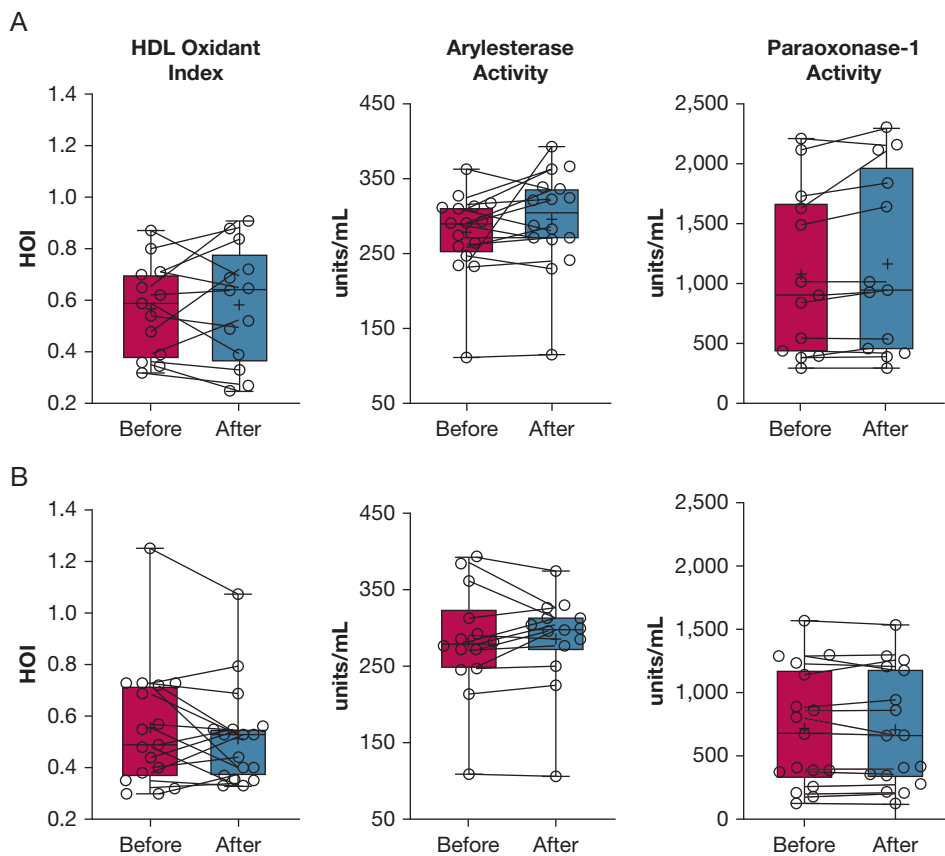 A
HDL Oxidant
Index
Arylesterase
Activity
Paraoxonase-1
Activity
HOI
1.4
1.2
1.0
0.8
0.6
0.4
0.2
Before
After
units/mL
450
350
250
150
50
Before
After
units/mL
2,500
2,000
1,500
1,000
500
0
Before
After
B
HOI
1.4
1.2
1.0
0.8
0.6
0.4
0.2
Before
After
units/mL
450
350
250
150
50
Before
After
units/mL
2,500
2,000
1,500
1,000
500
0
Before
After